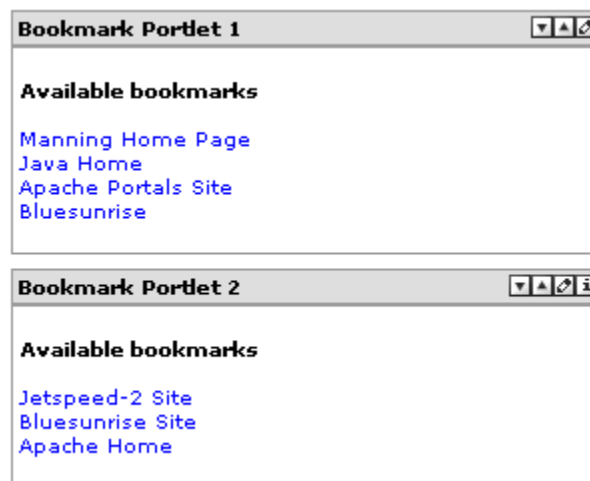 Bookmark Portlet 1
Available bookmarks
Manning Home Page
Java Home
Apache Portals Site
Bluesunrise
Bookmark Portlet 2
Available bookmarks
Jetspeed-2 Site
Bluesunrise Site
Apache Home